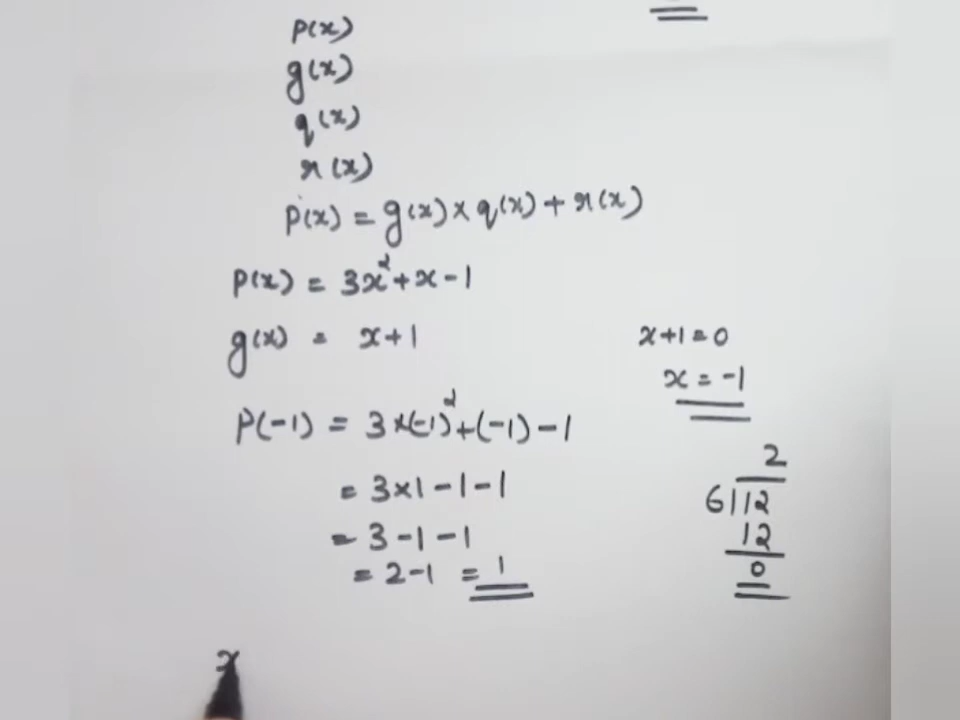 p(x)
g(x)
q(x)
r(x)
p(x) = g(x) × q(x) + r(x)
p(x) = 3x² + x - 1
g(x) = x + 1
x + 1 = 0
x = -1
P(-1) = 3×(-1)² + (-1) - 1
= 3×1 - 1 - 1
= 3 - 1 - 1
= 2 - 1 = 1
2
6|12
12
0
x